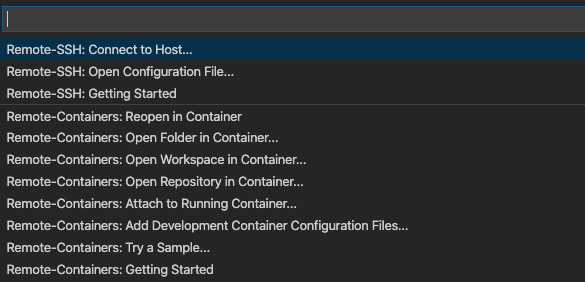 Remote-SSH: Connect to Host...
Remote-SSH: Open Configuration File...
Remote-SSH: Getting Started
Remote-Containers: Reopen in Container
Remote-Containers: Open Folder in Container...
Remote-Containers: Open Workspace in Container...
Remote-Containers: Open Repository in Container...
Remote-Containers: Attach to Running Container...
Remote-Containers: Add Development Container Configuration Files...
Remote-Containers: Try a Sample...
Remote-Containers: Getting Started